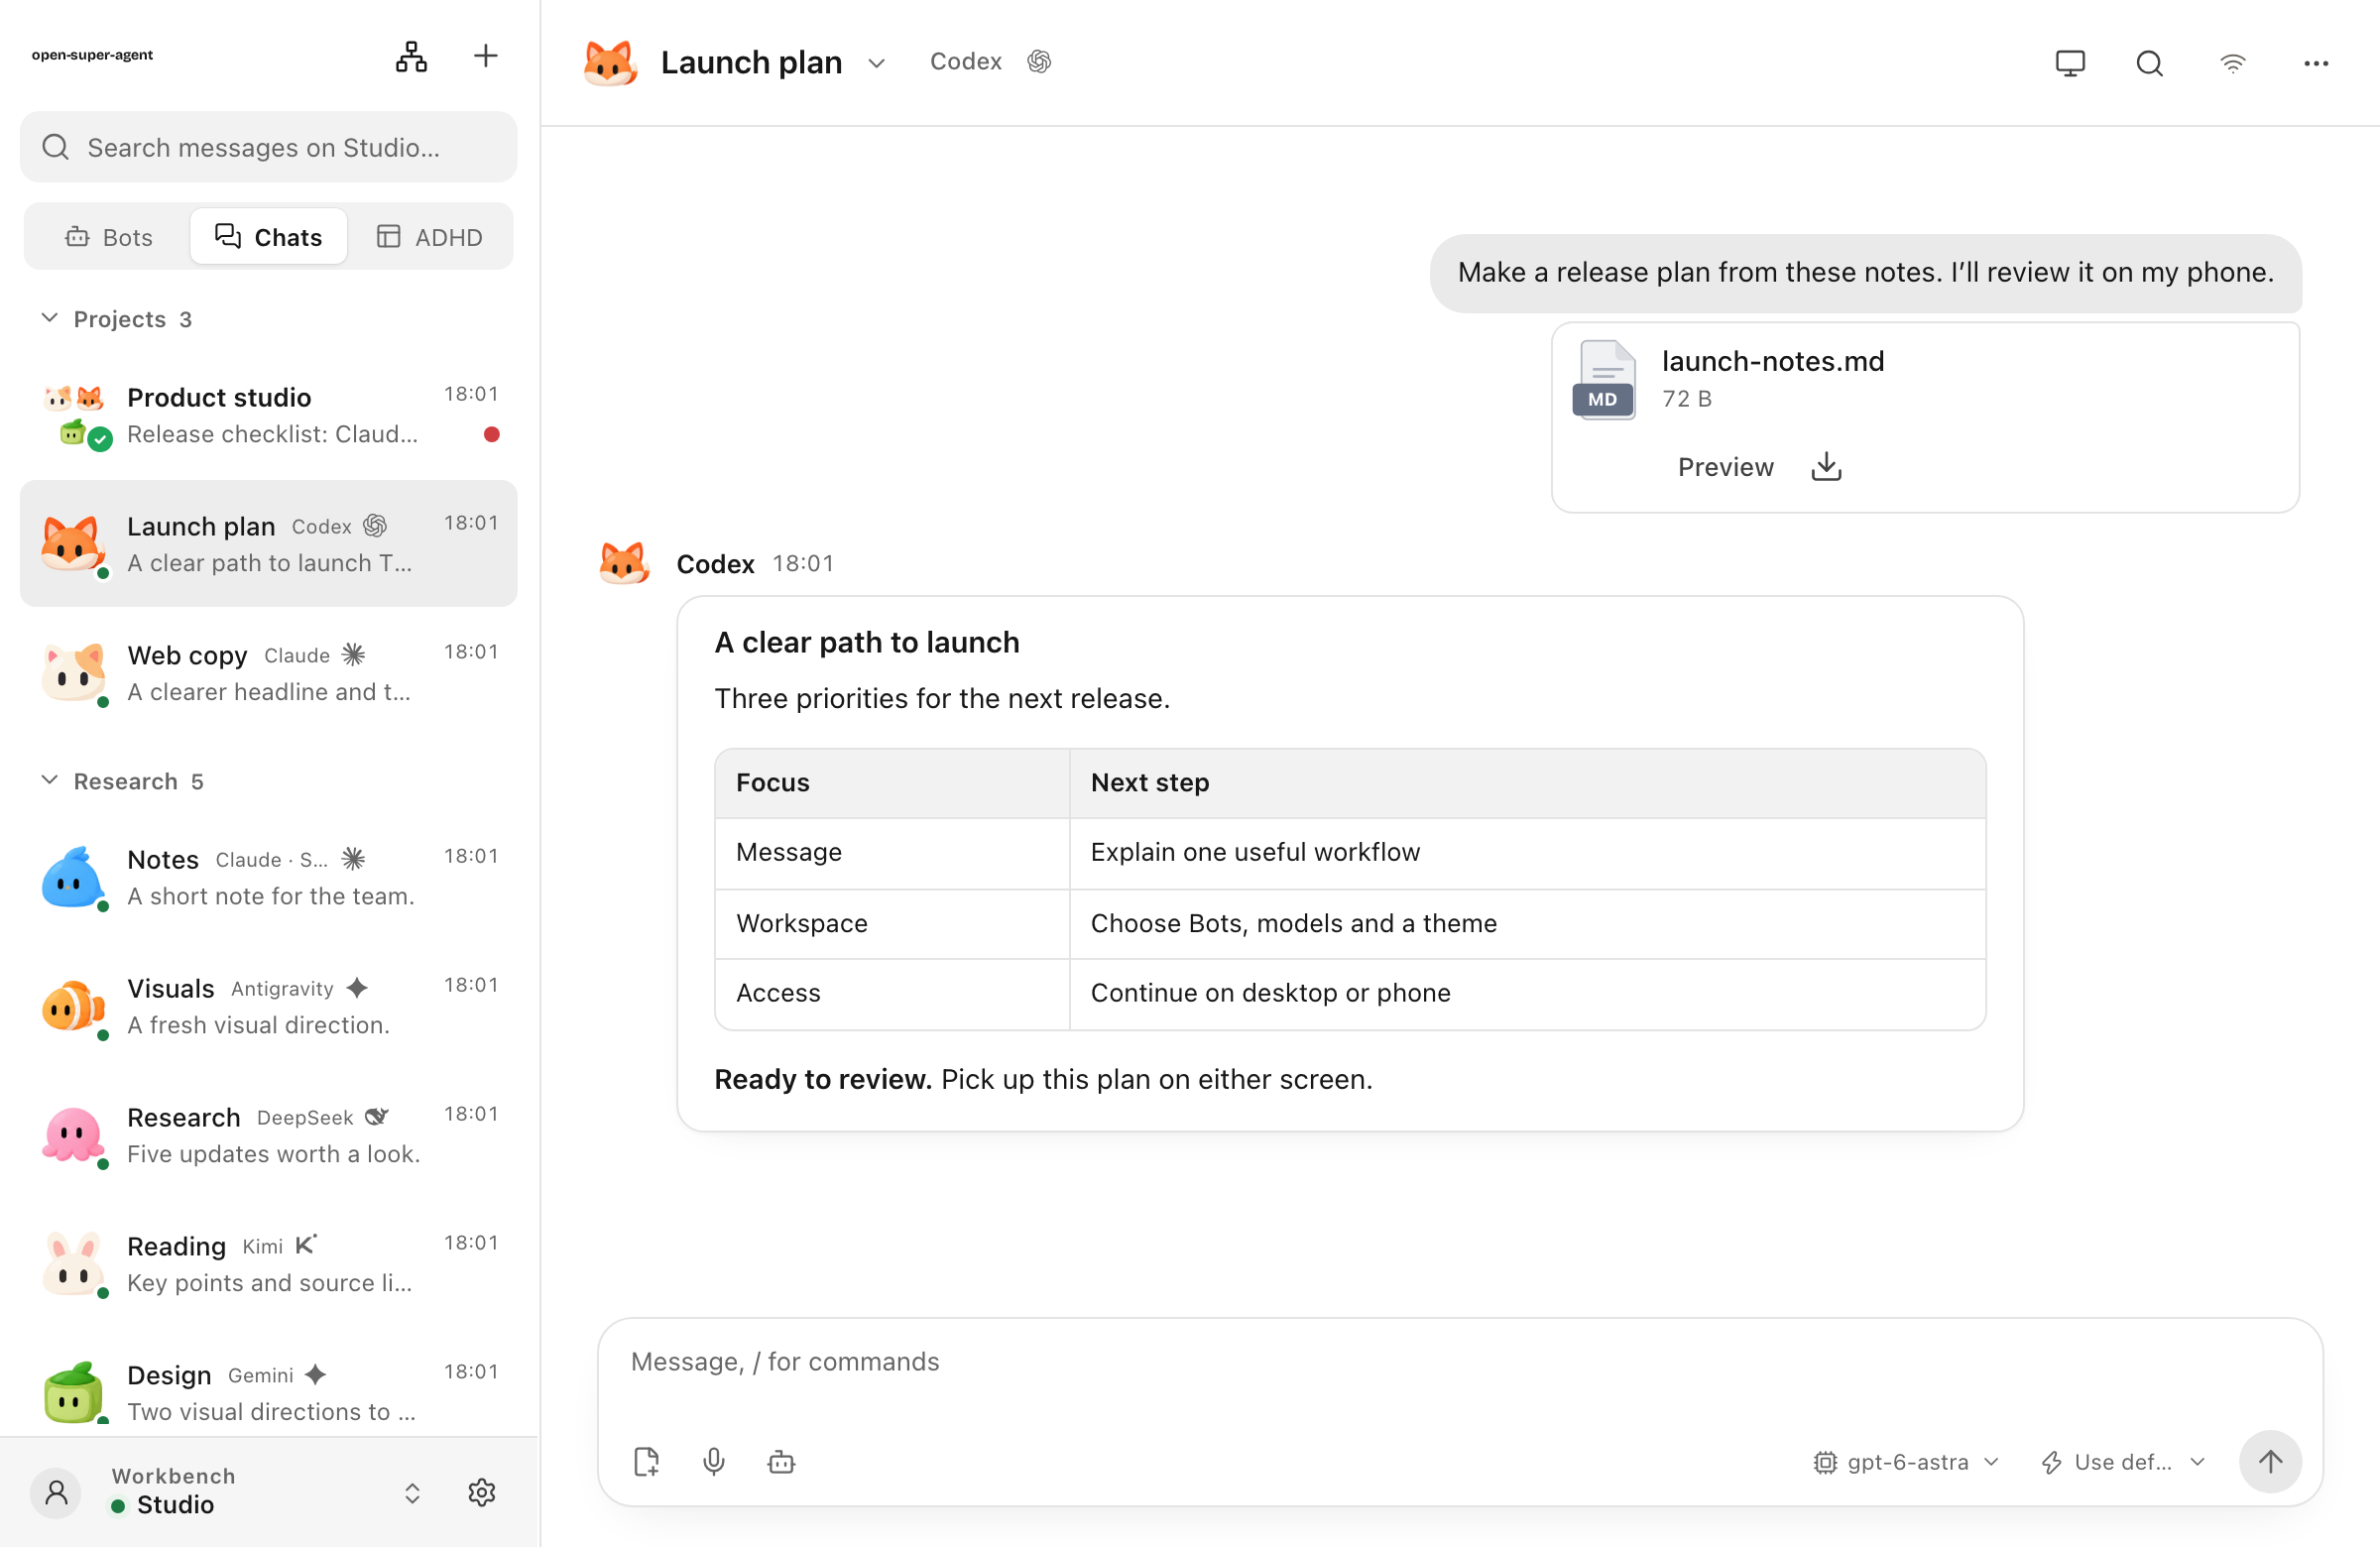 open-super-agent
Search messages on Studio...
Bots
Chats
ADHD
Projects 3
Product studio 18:01
Release checklist: Claud...
Launch plan Codex 18:01
A clear path to launch T...
Web copy Claude 18:01
A clearer headline and t...
Research 5
Notes Claude · S... 18:01
A short note for the team.
Visuals Antigravity 18:01
A fresh visual direction.
Research DeepSeek 18:01
Five updates worth a look.
Reading Kimi 18:01
Key points and source li...
Design Gemini 18:01
Two visual directions to ...
Workbench
Studio
Launch plan Codex
Make a release plan from these notes. I’ll review it on my phone.
launch-notes.md
MD
72 B
Preview
Codex 18:01
A clear path to launch
Three priorities for the next release.
Focus Next step
Message Explain one useful workflow
Workspace Choose Bots, models and a theme
Access Continue on desktop or phone
Ready to review. Pick up this plan on either screen.
Message, / for commands
gpt-6-astra Use def...